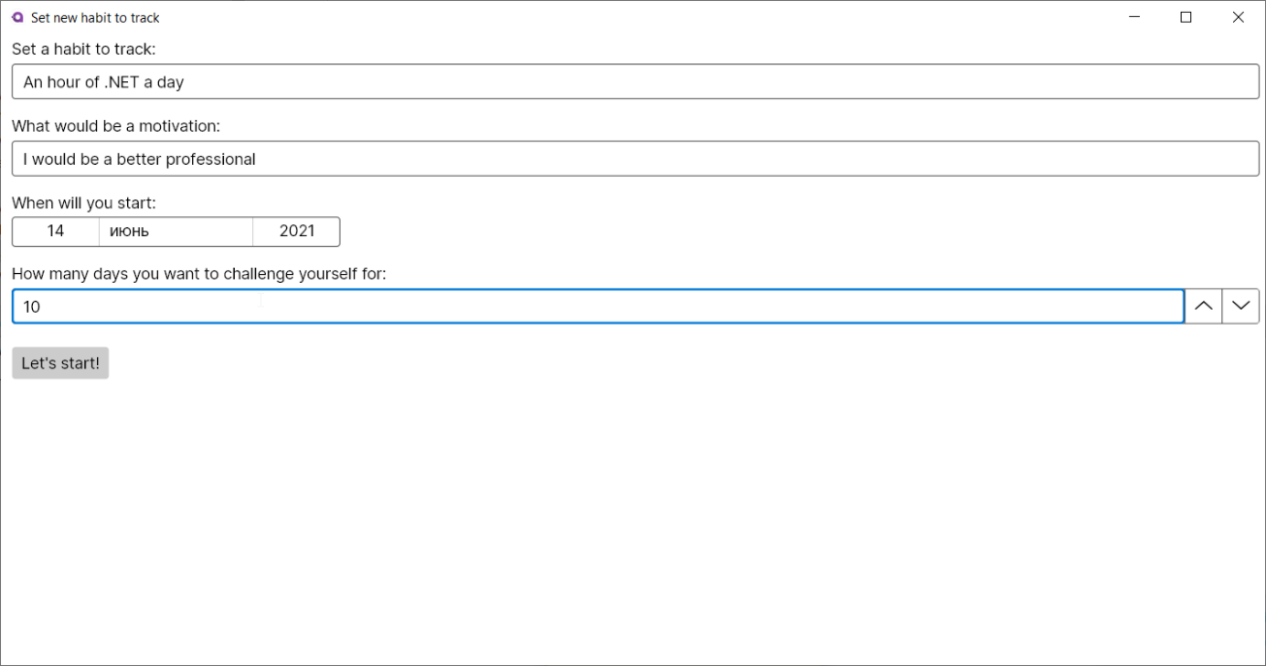 Set new habit to track
Set a habit to track:
An hour of .NET a day
What would be a motivation:
I would be a better professional
When will you start:
14 июнь 2021
How many days you want to challenge yourself for:
10
Let's start!